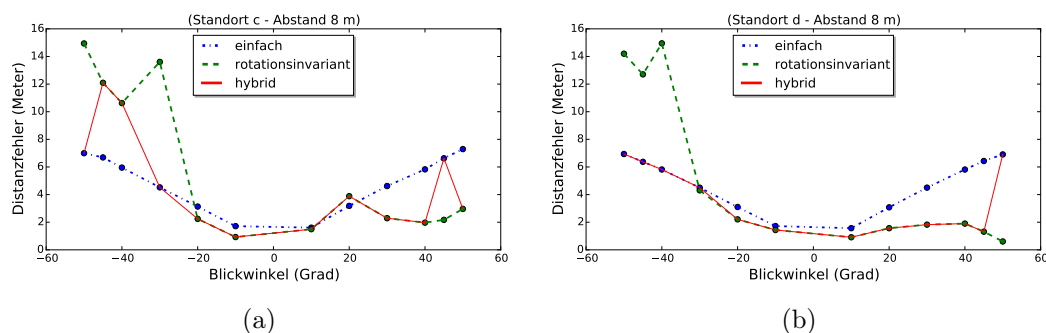 (Standort c - Abstand 8 m)
16
14
12
10
8
6
4
2
0
Distanzfehler (Meter)
einfach
rotationsinvariant
hybrid
−60 −40 −20 0 20 40 60
Blickwinkel (Grad)
(a)
(Standort d - Abstand 8 m)
16
14
12
10
8
6
4
2
0
Distanzfehler (Meter)
einfach
rotationsinvariant
hybrid
−60 −40 −20 0 20 40 60
Blickwinkel (Grad)
(b)